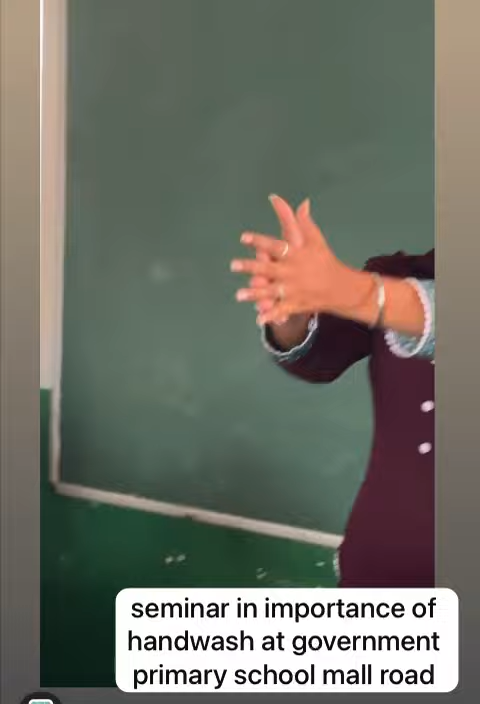 seminar in importance of
handwash at government
primary school mall road